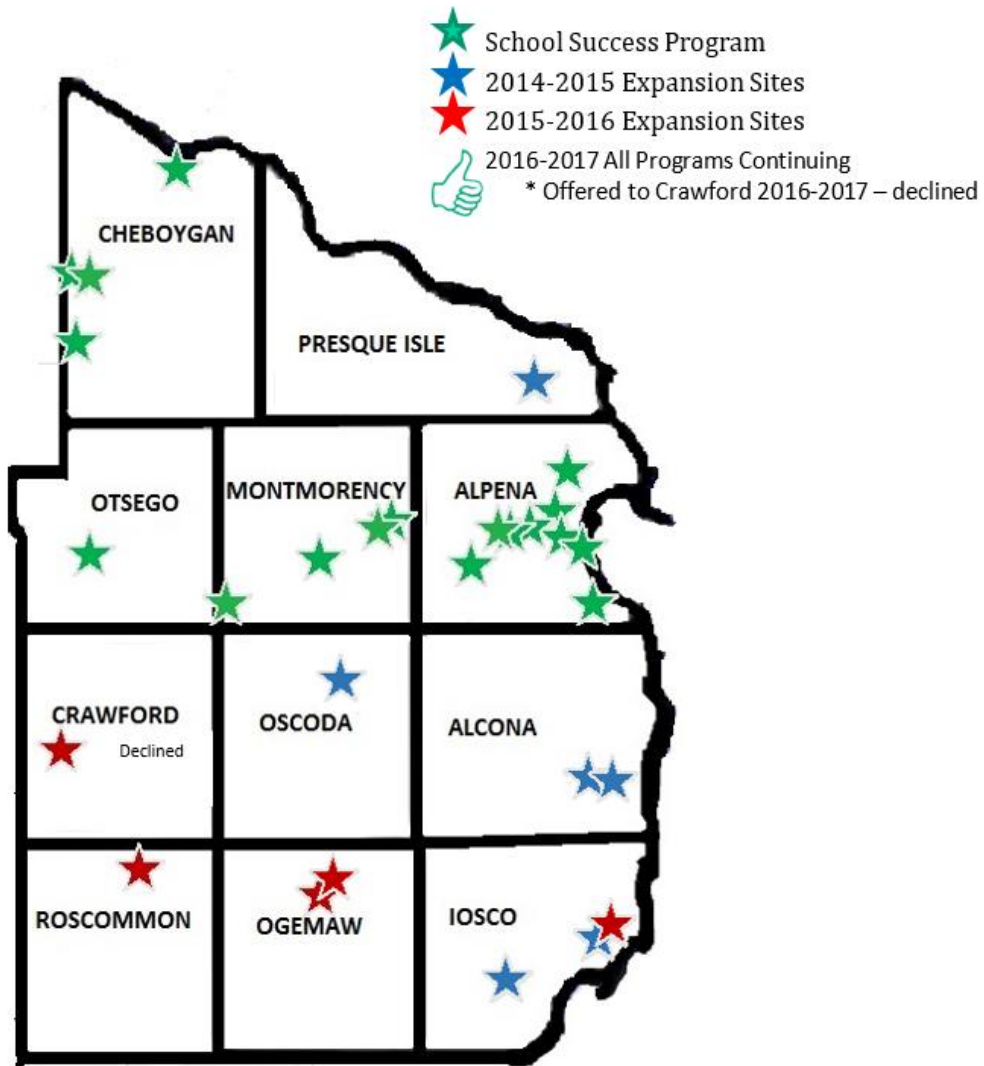 School Success Program
2014-2015 Expansion Sites
2015-2016 Expansion Sites
2016-2017 All Programs Continuing
* Offered to Crawford 2016-2017 – declined
CHEBOYGAN
PRESQUE ISLE
OTSEGO
MONTMORENCY
ALPENA
CRAWFORD
Declined
OSCODA
ALCONA
ROSCOMMON
OGEMAW
IOSCO